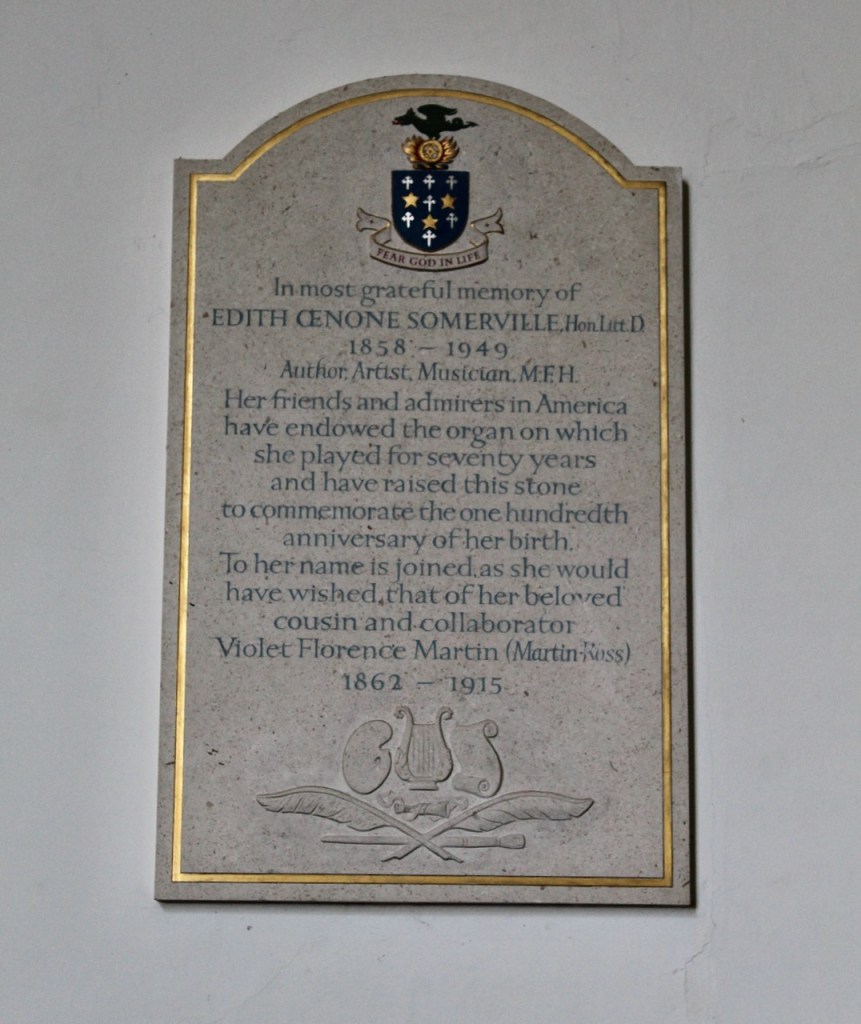 FEAR GOD IN LIFE
In most grateful memory of
EDITH ŒNONE SOMERVILLE, Hon. Litt. D.
1858 – 1949
Author, Artist, Musician, M.F.H.
Her friends and admirers in America
have endowed the organ on which
she played for seventy years
and have raised this stone
to commemorate the one hundredth
anniversary of her birth.
To her name is joined, as she would
have wished, that of her beloved
cousin and collaborator
Violet Florence Martin (Martin-Ross)
1862 – 1915